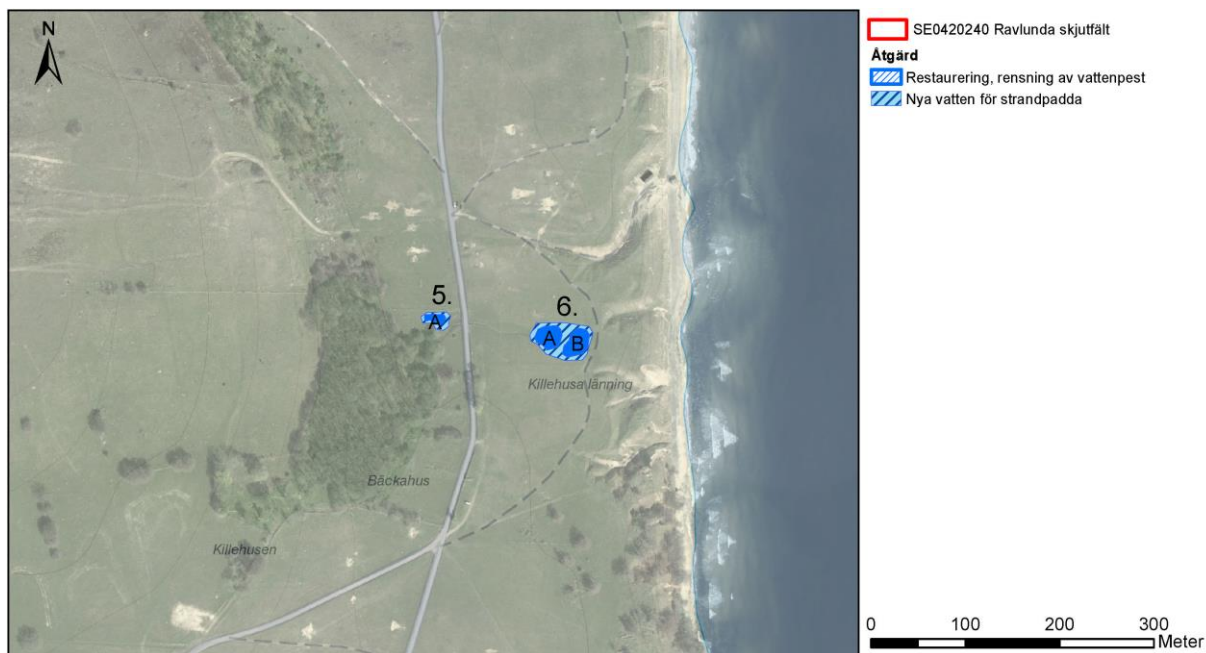 N
5.
A
6.
A
B
Killehusa länning
Bäckahus
Killehusen
SE0420240 Ravlunda skjutfält
Åtgärd
Restaurering, rensning av vattenpest
Nya vatten för strandpadda
0 100 200 300
Meter